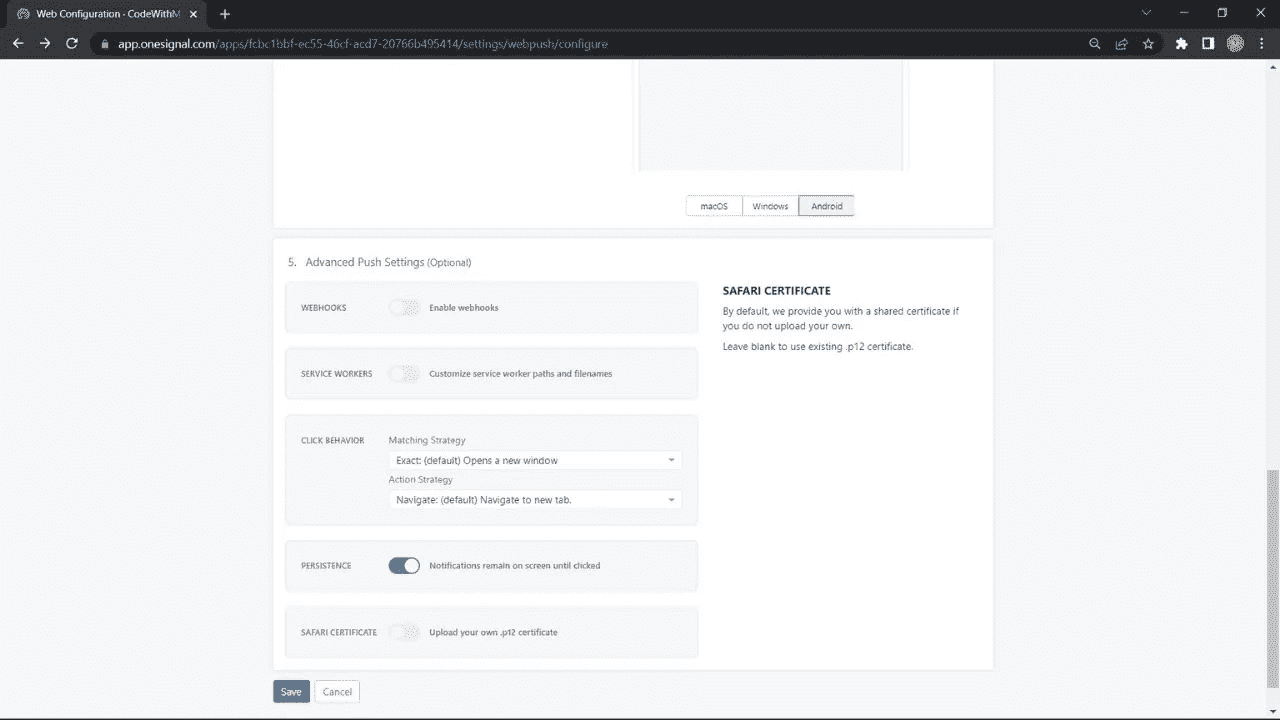 Web Configuration - CodeWithM
app.onesignal.com/apps/fcbc1bbf-ec55-46cf-acd7-20766b495414/settings/webpush/configure
macOS Windows Android
5. Advanced Push Settings (Optional)
WEBHOOKS Enable webhooks
SERVICE WORKERS Customize service worker paths and filenames
CLICK BEHAVIOR Matching Strategy
Exact: (default) Opens a new window
Action Strategy
Navigate: (default) Navigate to new tab.
PERSISTENCE Notifications remain on screen until clicked
SAFARI CERTIFICATE Upload your own .p12 certificate
SAFARI CERTIFICATE
By default, we provide you with a shared certificate if
you do not upload your own.
Leave blank to use existing .p12 certificate.
Save Cancel